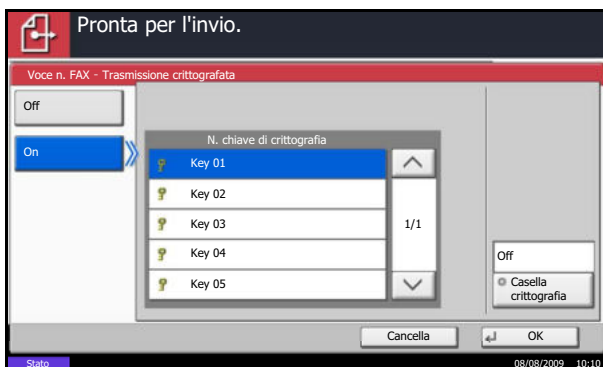 Pronta per l'invio.
Voce n. FAX - Trasmissione crittografata
Off
On
N. chiave di crittografia
Key 01
Key 02
Key 03
1/1
Key 04
Key 05
Off
Casella
crittografia
Cancella
OK
Stato
08/08/2009 10:10